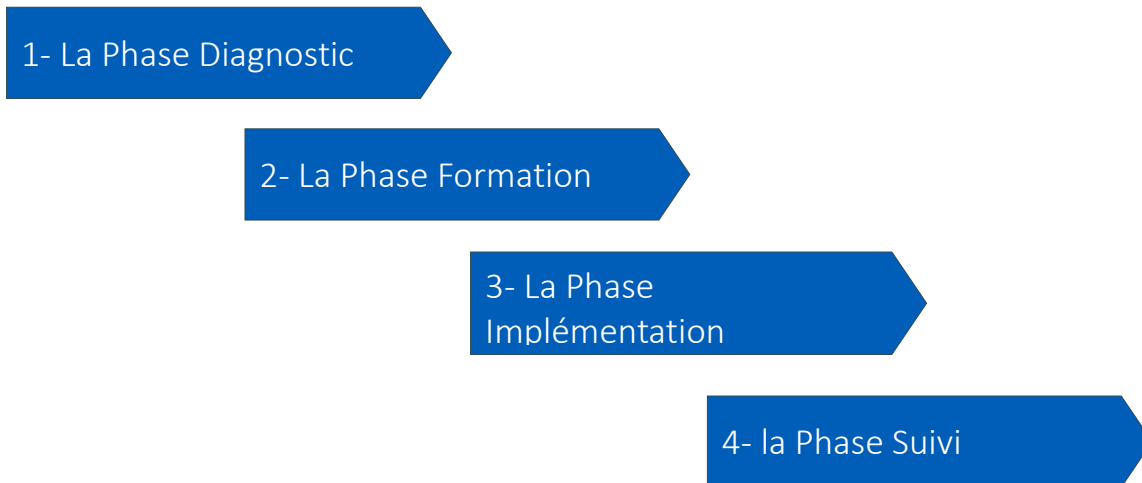 1- La Phase Diagnostic
2- La Phase Formation
3- La Phase
Implémentation
4- la Phase Suivi